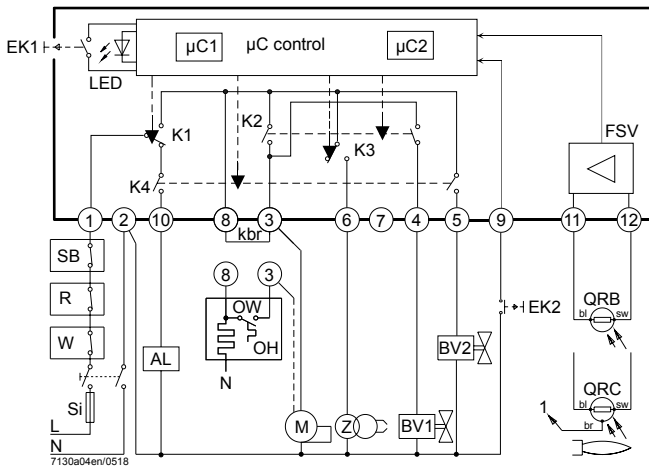 µC1
µC control
µC2
EK1
LED
FSV
K1
K2
K3
K4
1
2
10
8
3
6
7
4
5
9
11
12
kbr
SB
8
3
QRB
bl
sw
R
OW
EK2
W
AL
OH
BV2
N
QRC
bl
sw
Si
1
br
L
M
Z
BV1
N
7130a04en/0518